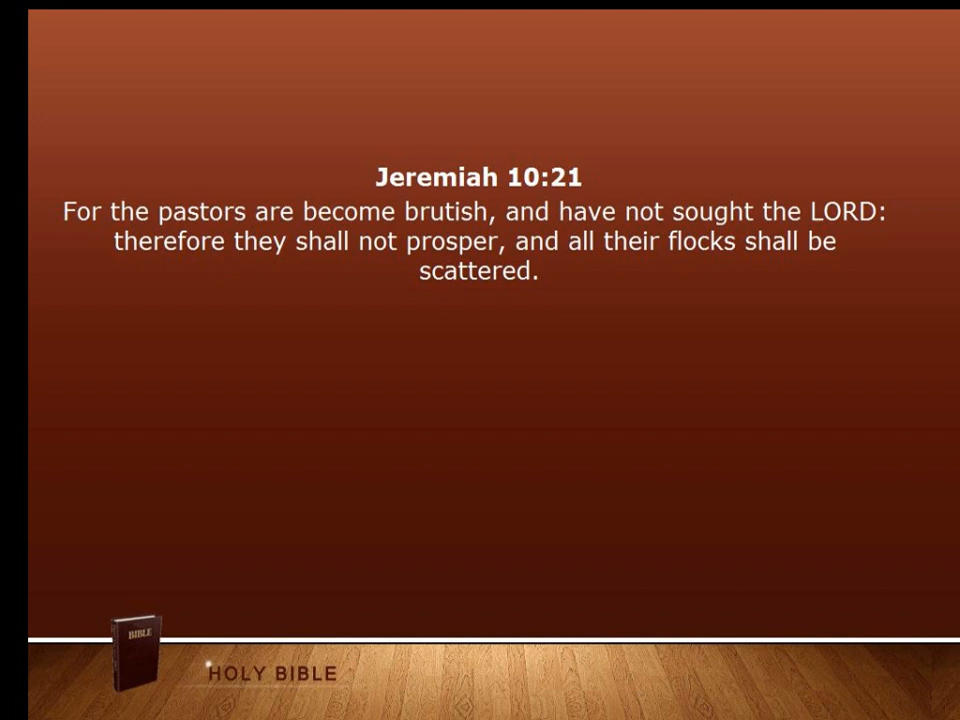 Jeremiah 10:21
For the pastors are become brutish, and have not sought the LORD:
therefore they shall not prosper, and all their flocks shall be
scattered.
BIBLE
HOLY BIBLE